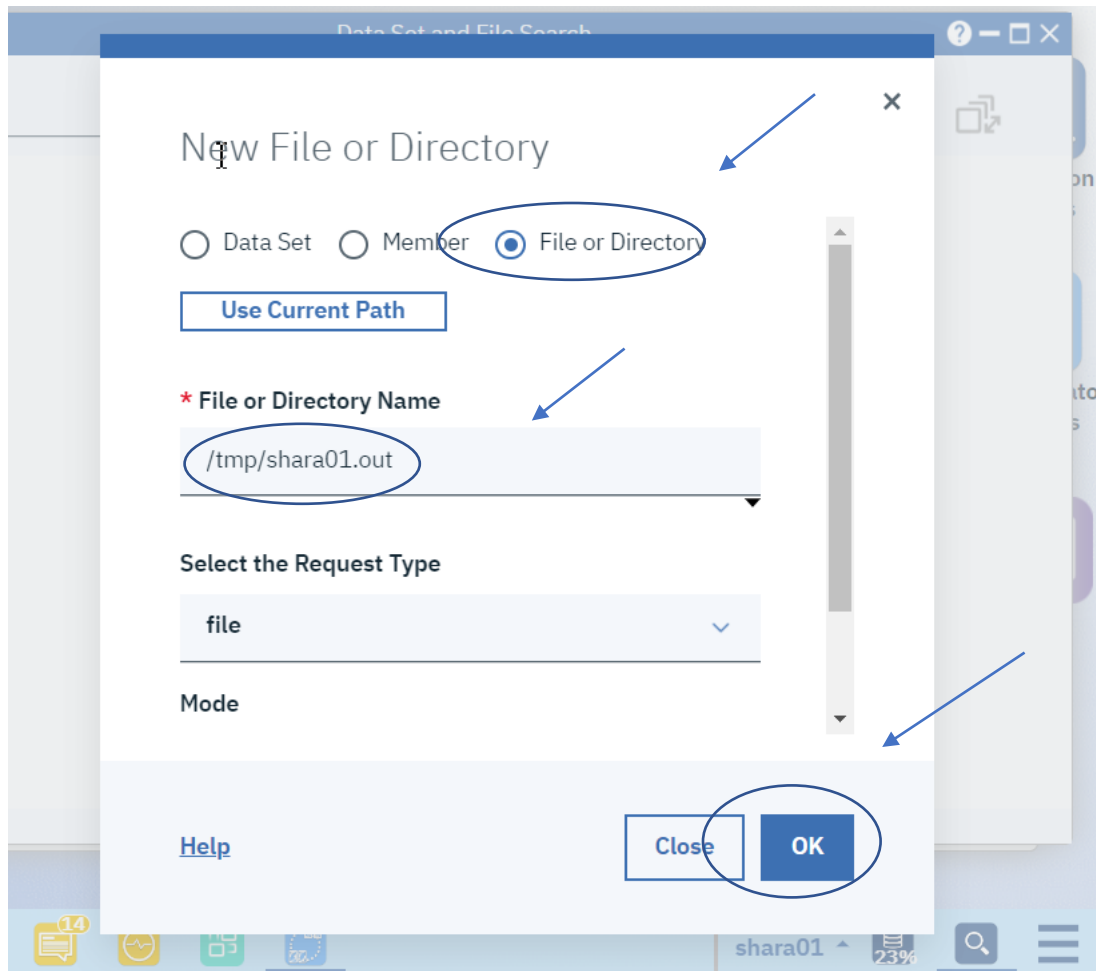 Data Set and File Search
New File or Directory
Data Set Member File or Directory
Use Current Path
* File or Directory Name
/tmp/shara01.out
Select the Request Type
file
Mode
Help Close OK
14
shara01 23%